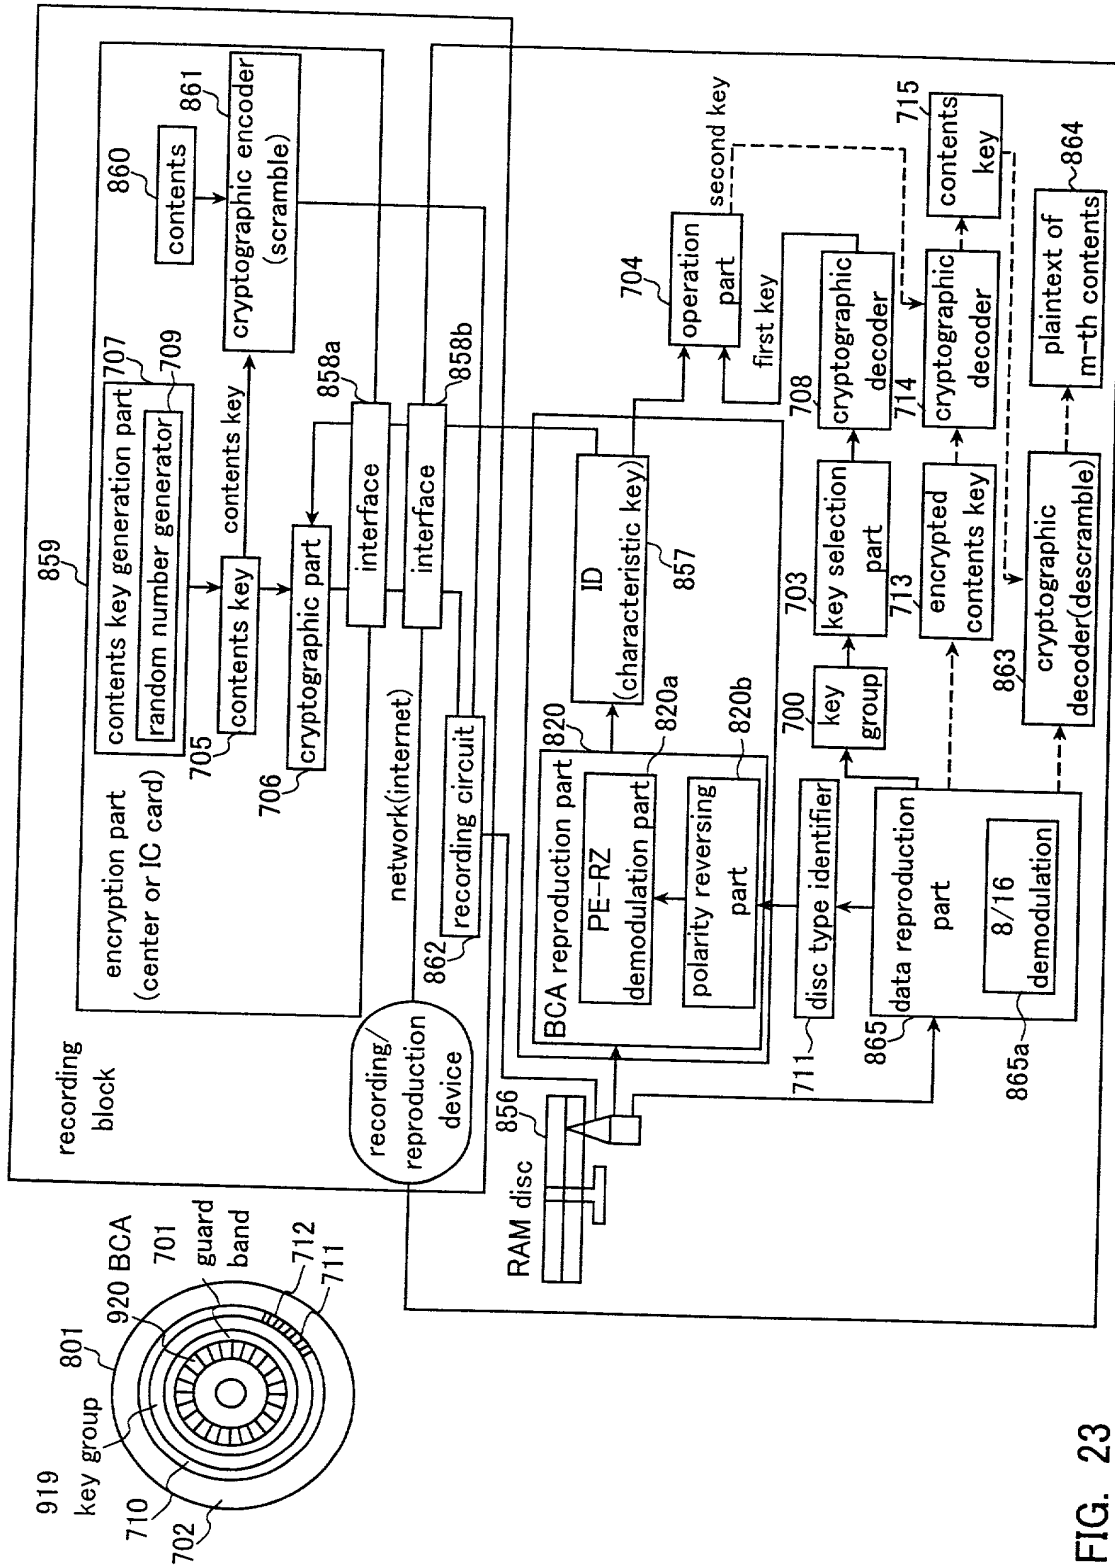 919
key group
801
920 BCA
701
guard
band
712
711
710
702
recording
block
859
encryption part
(center or IC card)
contents key generation part
707
random number generator
709
705
contents key
contents key
860
contents
861
cryptographic encoder
(scramble)
706
cryptographic part
858a
interface
858b
interface
network(internet)
recording circuit
862
recording/
reproduction
device
RAM disc
856
BCA reproduction part
820
820a
PE-RZ
demodulation part
820b
polarity reversing
part
ID
(characteristic key)
857
704
operation
part
second key
first key
711
disc type identifier
865
data reproduction
part
8/16
demodulation
865a
700
key
group
703
key selection
part
708
cryptographic
decoder
713
encrypted
contents key
714
cryptographic
decoder
715
contents
key
863
cryptographic
decoder(descramble)
plaintext of
m-th contents
864
FIG. 23